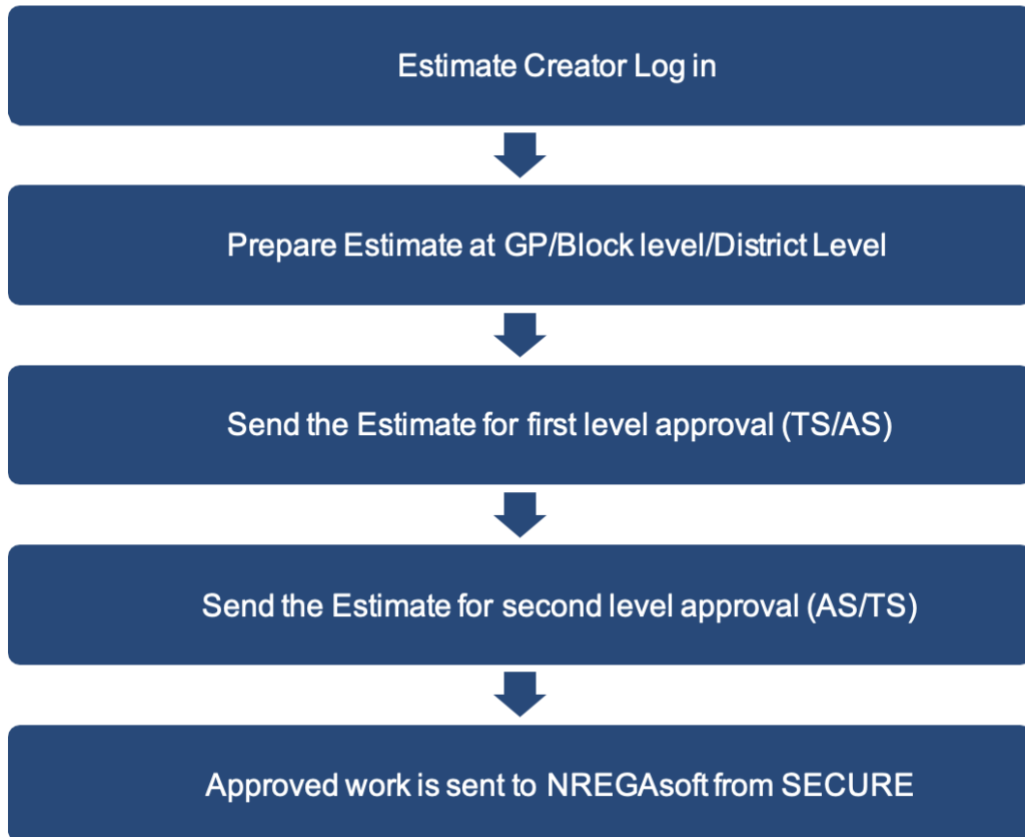 Estimate Creator Log in
Prepare Estimate at GP/Block level/District Level
Send the Estimate for first level approval (TS/AS)
Send the Estimate for second level approval (AS/TS)
Approved work is sent to NREGAsoft from SECURE